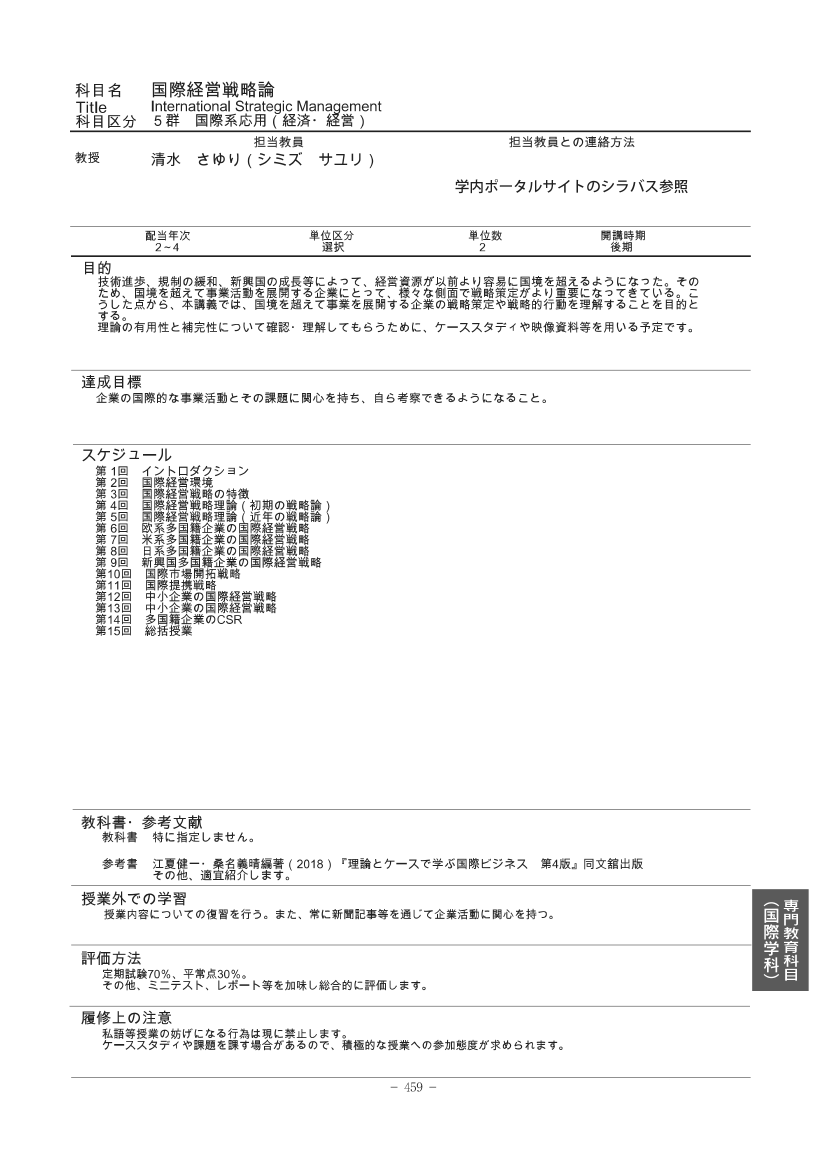 科目名　国際経営戦略論
Title　International Strategic Management
科目区分　５群　国際系応用(経済・経営)
担当教員　担当教員との連絡方法
教授　清水　さゆり(シミズ　サユリ)
学内ポータルサイトのシラバス参照
配当年次　単位区分　単位数　開講時期
2～4　選択　2　後期
目的
技術進歩、規制の緩和、新興国の成長等によって、経営資源が以前より容易に国境を超えるようになった。その
ため、国境を超えて事業活動を展開する企業にとって、様々な側面で戦略策定がより重要になってきている。こ
うした点から、本講義では、国境を超えて事業を展開する企業の戦略策定や戦略的行動を理解することを目的と
する。
理論の有用性と補完性について確認・理解してもらうために、ケーススタディや映像資料等を用いる予定です。
達成目標
企業の国際的な事業活動とその課題に関心を持ち、自ら考察できるようになること。
スケジュール
第 1回　イントロダクション
第 2回　国際経営環境
第 3回　国際経営戦略の特徴
第 4回　国際経営戦略理論(初期の戦略論)
第 5回　国際経営戦略理論(近年の戦略論)
第 6回　欧系多国籍企業の国際経営戦略
第 7回　米系多国籍企業の国際経営戦略
第 8回　日系多国籍企業の国際経営戦略
第 9回　新興国多国籍企業の国際経営戦略
第10回　国際市場開拓戦略
第11回　国際提携戦略
第12回　中小企業の国際経営戦略
第13回　中小企業の国際経営戦略
第14回　多国籍企業のCSR
第15回　総括授業
教科書・参考文献
教科書　特に指定しません。
参考書　江夏健一・桑名義晴編著(2018)『理論とケースで学ぶ国際ビジネス　第4版』同文舘出版
その他、適宜紹介します。
授業外での学習
授業内容についての復習を行う。また、常に新聞記事等を通じて企業活動に関心を持つ。
評価方法
定期試験70%、平常点30%。
その他、ミニテスト、レポート等を加味し総合的に評価します。
履修上の注意
私語等授業の妨げになる行為は現に禁止します。
ケーススタディや課題を課す場合があるので、積極的な授業への参加態度が求められます。
専門教育科目
(国際学科)
－ 459 －